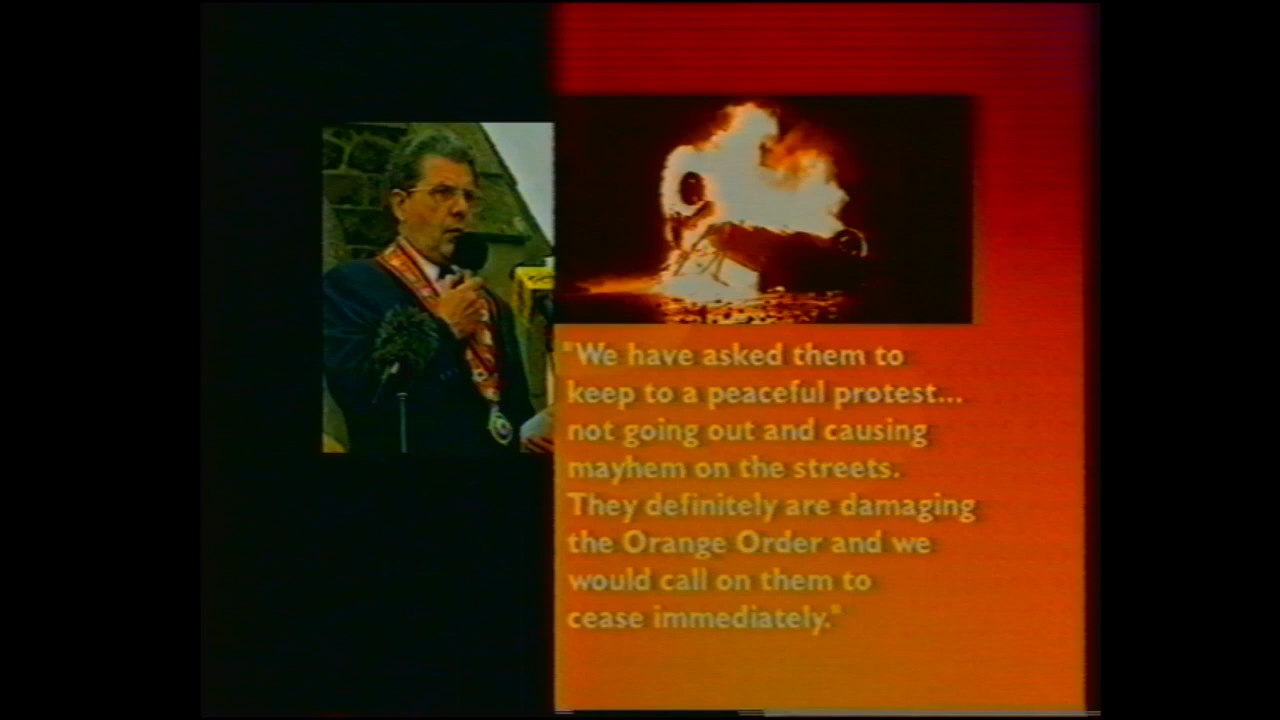 "We have asked them to
keep to a peaceful protest...
not going out and causing
mayhem on the streets.
They definitely are damaging
the Orange Order and we
would call on them to
cease immediately."